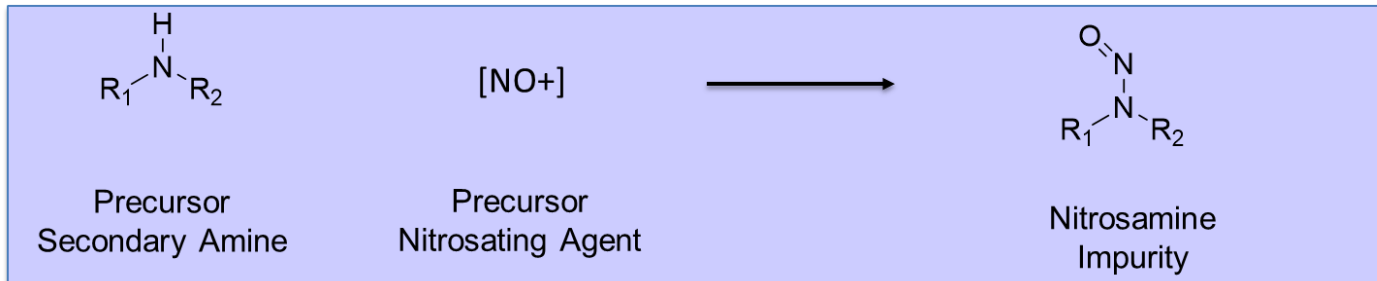 H
N
R₁ R₂
[NO+]
O
N
N
R₁ R₂
Precursor
Secondary Amine
Precursor
Nitrosating Agent
Nitrosamine
Impurity